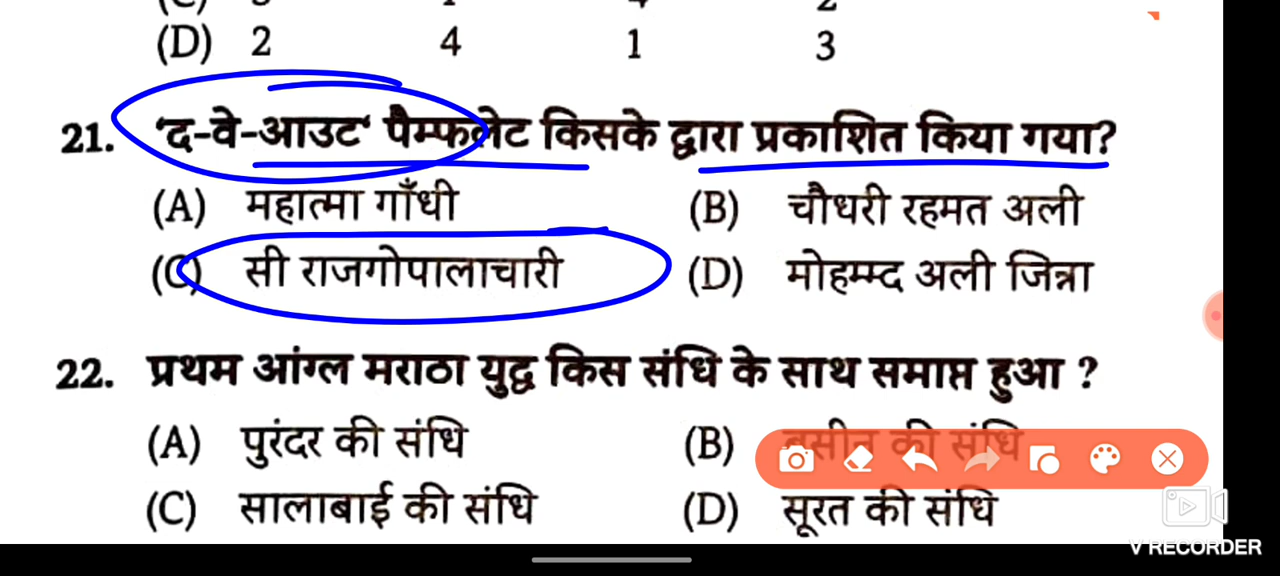 (D) 2 4 1 3
21. 'द-वे-आउट' पैम्फलेट किसके द्वारा प्रकाशित किया गया?
(A) महात्मा गाँधी (B) चौधरी रहमत अली
(C) सी राजगोपालाचारी (D) मोहम्म्द अली जिन्ना
22. प्रथम आंग्ल मराठा युद्ध किस संधि के साथ समाप्त हुआ ?
(A) पुरंदर की संधि (B) बसीन की संधि
(C) सालाबाई की संधि (D) सूरत की संधि
V RECORDER